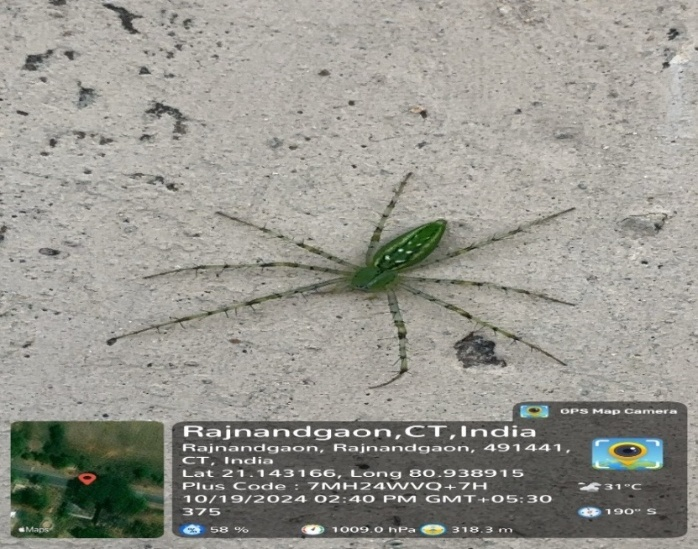 GPS Map Camera
Rajnandgaon,CT,India
Rajnandgaon, Rajnandgaon, 491441,
CT, India
Lat 21.143166, Long 80.938915
Plus Code : 7MH24WVQ+7H
10/19/2024 02:40 PM GMT+05:30
375
31°C
190° S
58 %
1009.0 hPa
318.3 m
Maps